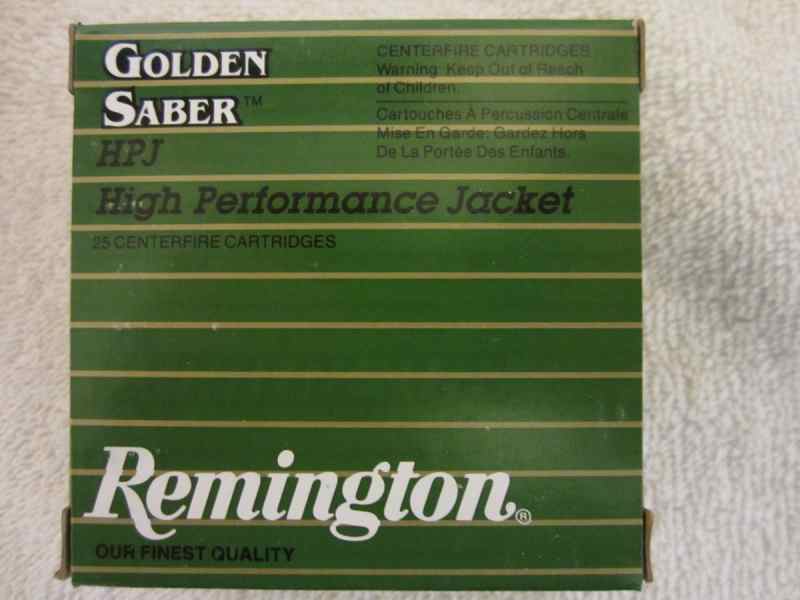 GOLDEN
SABER™
HPJ
High Performance Jacket
25 CENTERFIRE CARTRIDGES
CENTERFIRE CARTRIDGES
Warning: Keep Out of Reach
of Children.
Cartouches À Percussion Centrale
Mise En Garde: Gardez Hors
De La Portée Des Enfants.
Remington®
OUR FINEST QUALITY